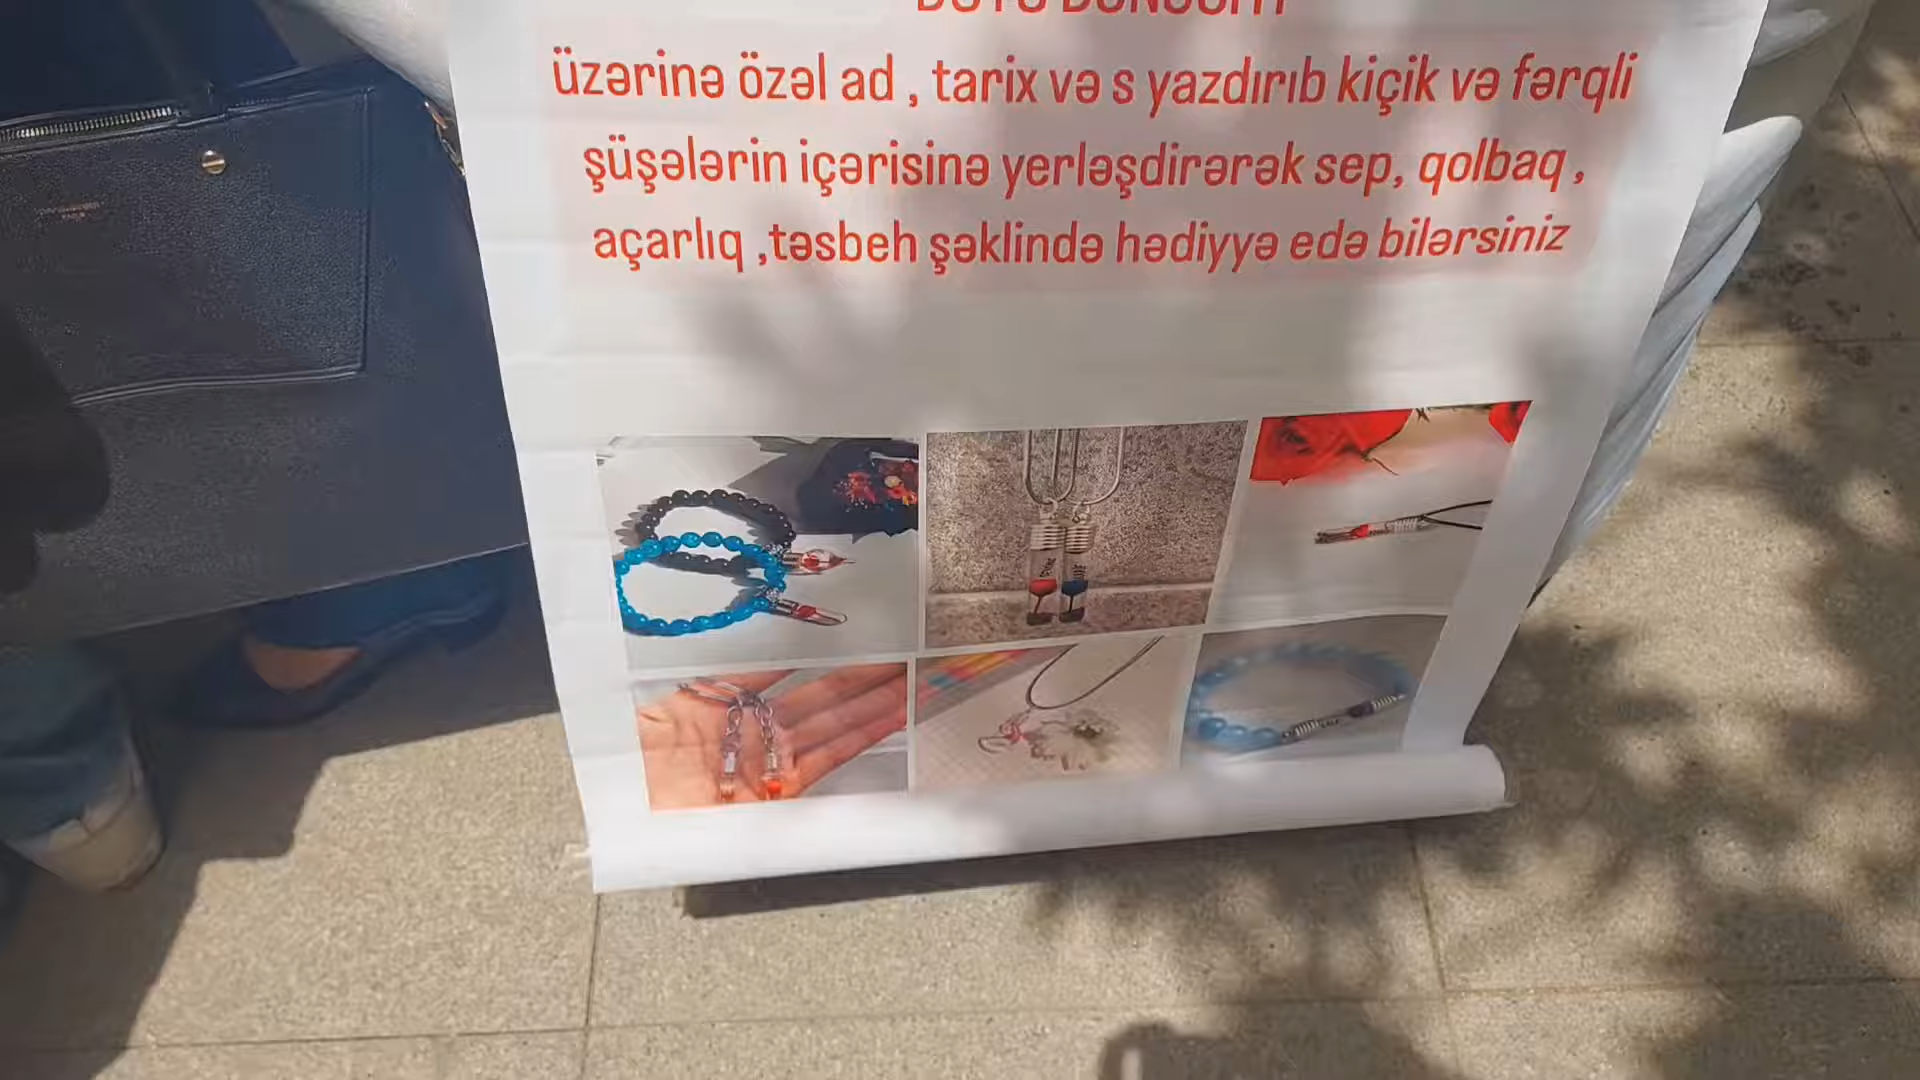 üzərinə özəl ad , tarix və s yazdırıb kiçik və fərqli
şüşələrin içərisinə yerləşdirərək sep, qolbaq ,
açarlıq ,təsbeh şəklində hədiyyə edə bilərsiniz